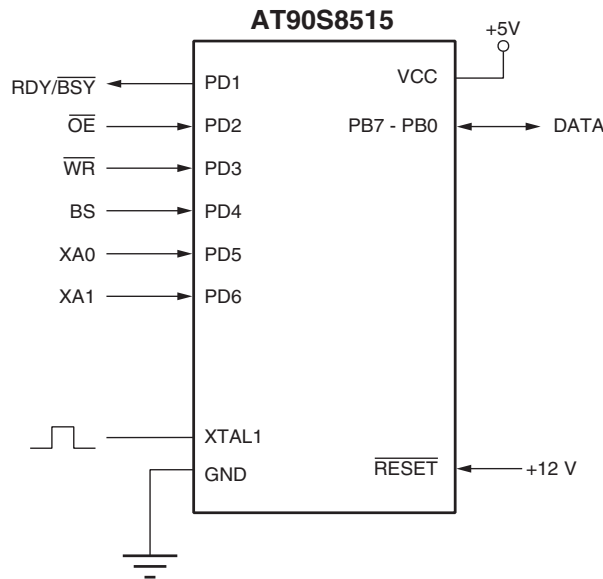 AT90S8515
+5V
RDY/BSY PD1 VCC
OE PD2 PB7 - PB0 DATA
WR PD3
BS PD4
XA0 PD5
XA1 PD6
XTAL1
GND RESET +12 V